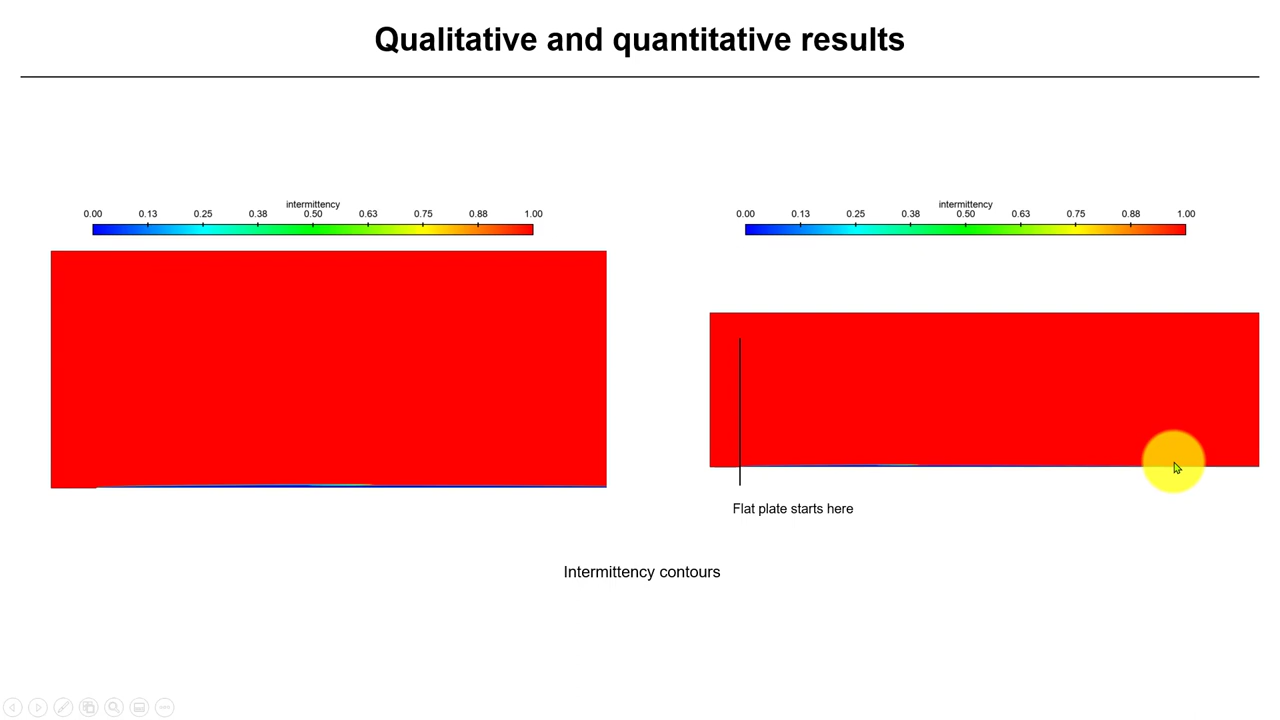 Qualitative and quantitative results
intermittency
0.00 0.13 0.25 0.38 0.50 0.63 0.75 0.88 1.00
intermittency
0.00 0.13 0.25 0.38 0.50 0.63 0.75 0.88 1.00
Flat plate starts here
Intermittency contours